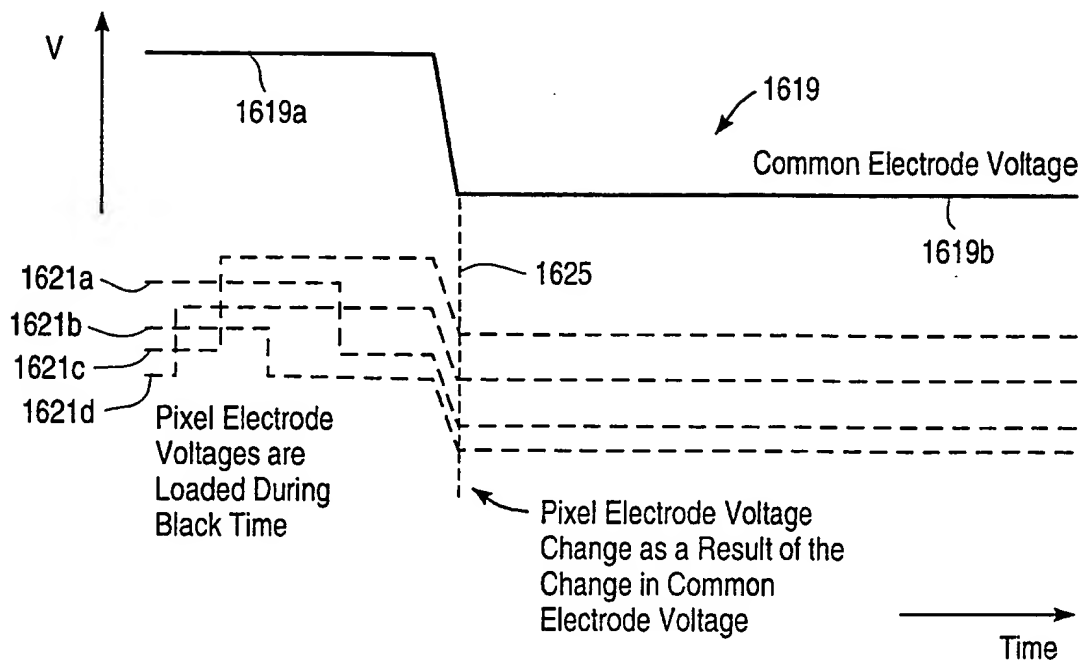 V
1619a
1619
Common Electrode Voltage
1619b
1625
1621a
1621b
1621c
1621d
Pixel Electrode
Voltages are
Loaded During
Black Time
Pixel Electrode Voltage
Change as a Result of the
Change in Common
Electrode Voltage
Time